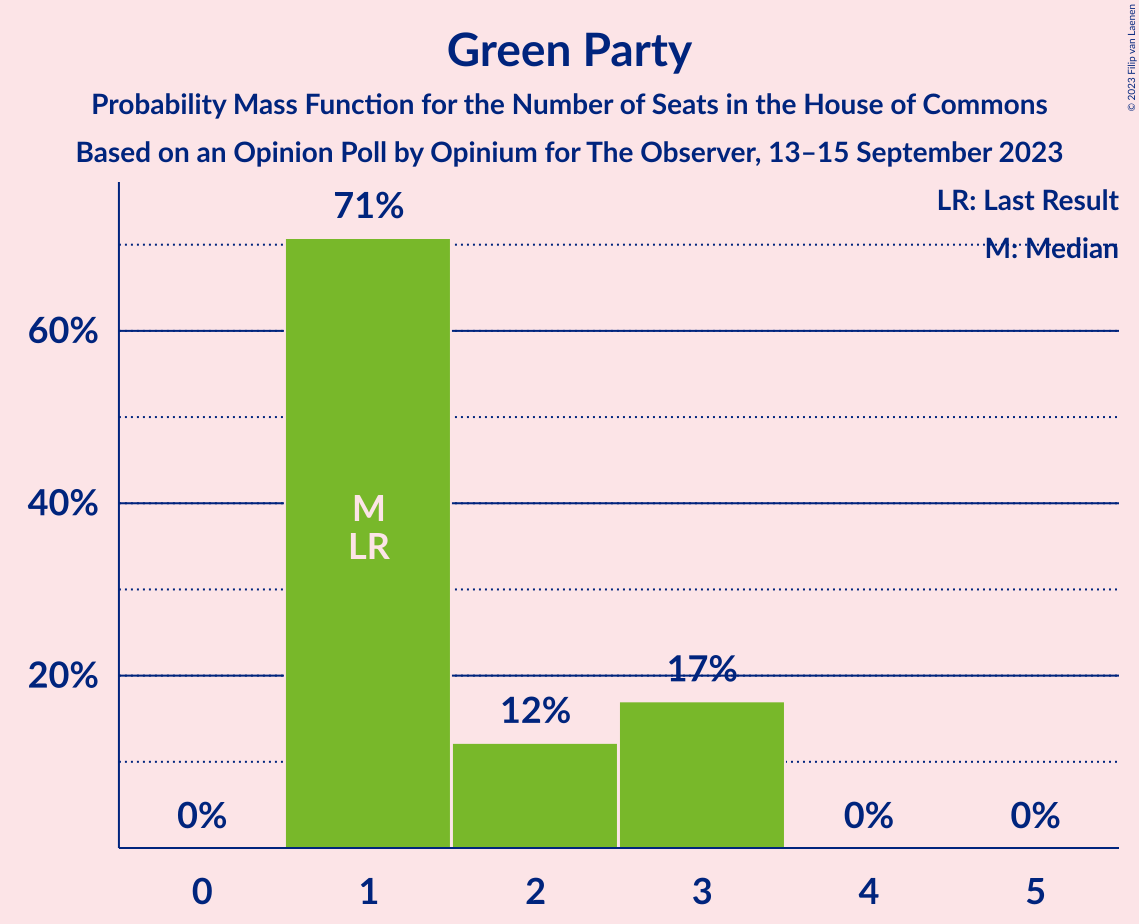 Green Party
Probability Mass Function for the Number of Seats in the House of Commons
Based on an Opinion Poll by Opinium for The Observer, 13–15 September 2023
© 2023 Filip van Laenen
LR: Last Result
M: Median
71%
60%
40%
20%
M
LR
0%
12%
17%
0%
0%
0
1
2
3
4
5